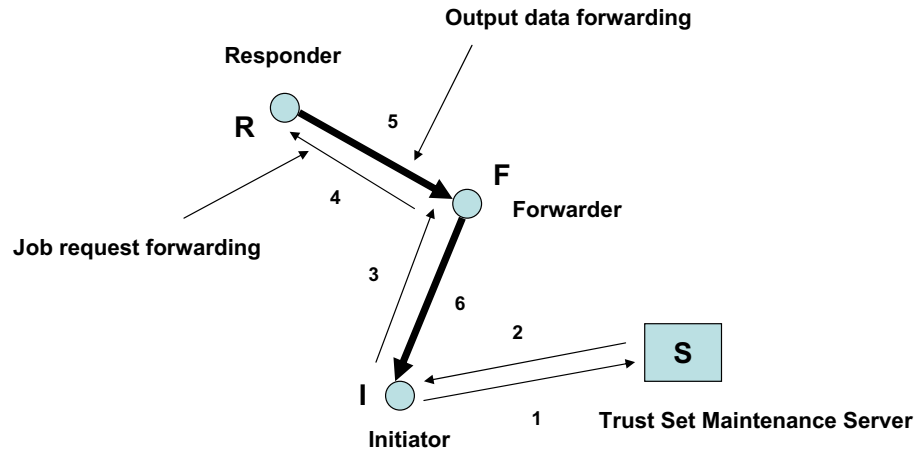 Output data forwarding
Responder
R
5
F
4
Forwarder
Job request forwarding
3
6
2
S
I
1
Trust Set Maintenance Server
Initiator